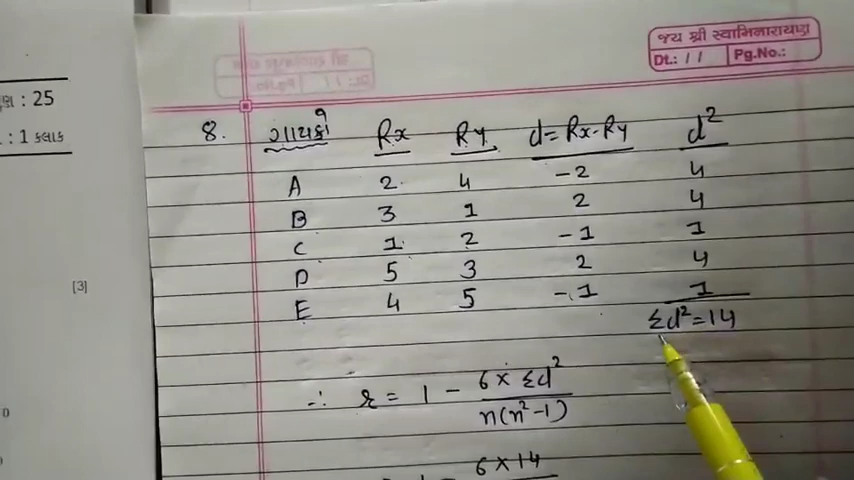 જય શ્રી સ્વામિનારાયણ
Dt.: / / Pg.No.:
: 25
: 1 કલાક
[3]
8. ગાયકો Rx Ry d=Rx-Ry d²
A 2 4 -2 4
B 3 1 2 4
C 1 2 -1 1
D 5 3 2 4
E 4 5 -1 1
Σd²=14
∴ r = 1 - 6 × Σd² / n(n²-1)
6 × 14